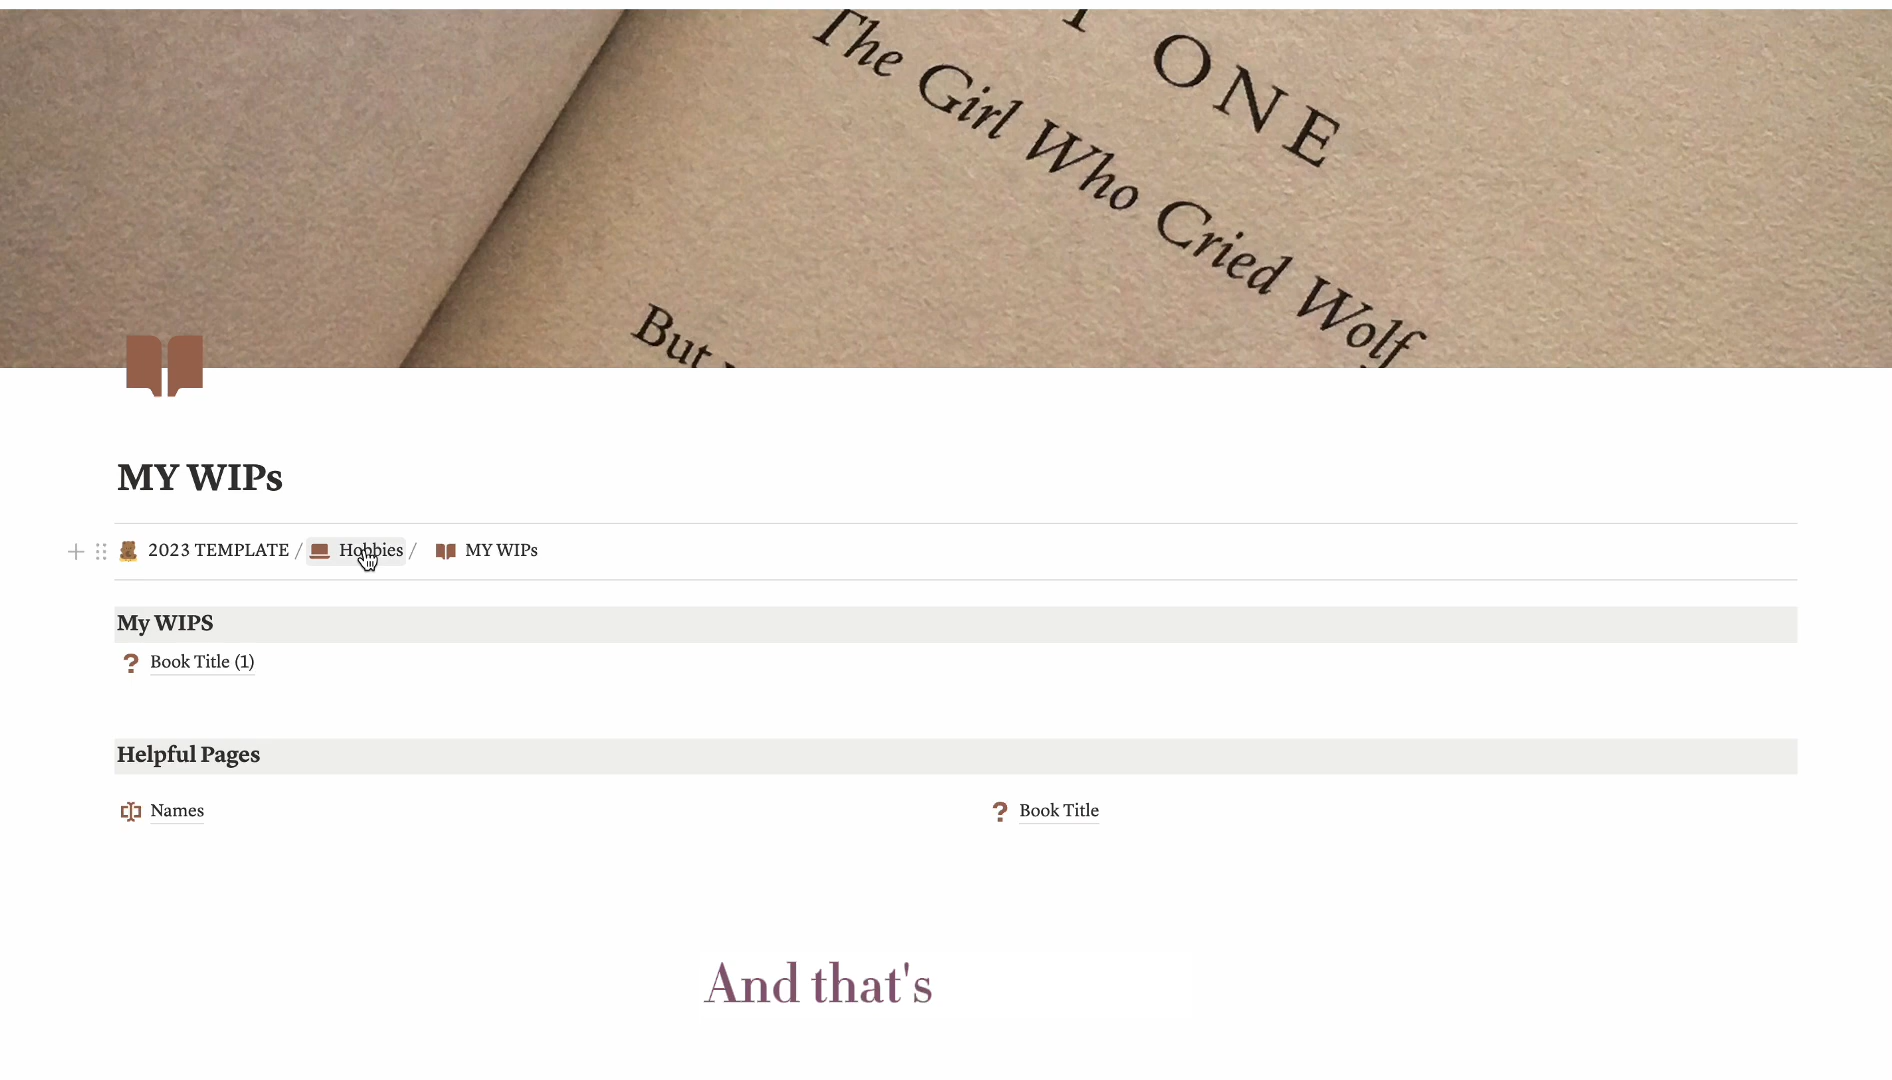 ONE
The Girl Who Cried Wolf
But
MY WIPs
2023 TEMPLATE / Hobbies / MY WIPs
My WIPS
? Book Title (1)
Helpful Pages
Names
? Book Title
And that's